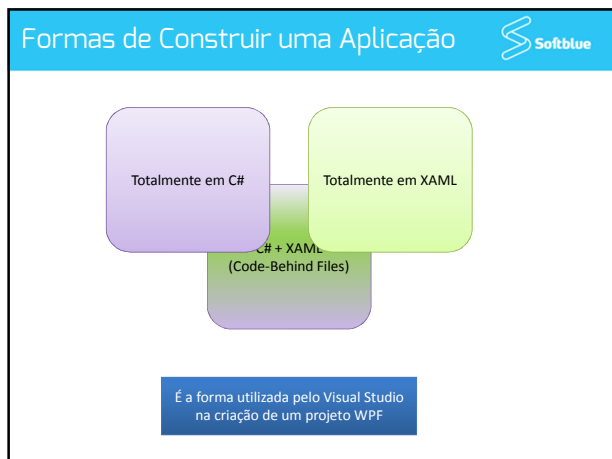 Formas de Construir uma Aplicação
Softblue
Totalmente em C#
Totalmente em XAML
C# + XAML
(Code-Behind Files)
É a forma utilizada pelo Visual Studio
na criação de um projeto WPF